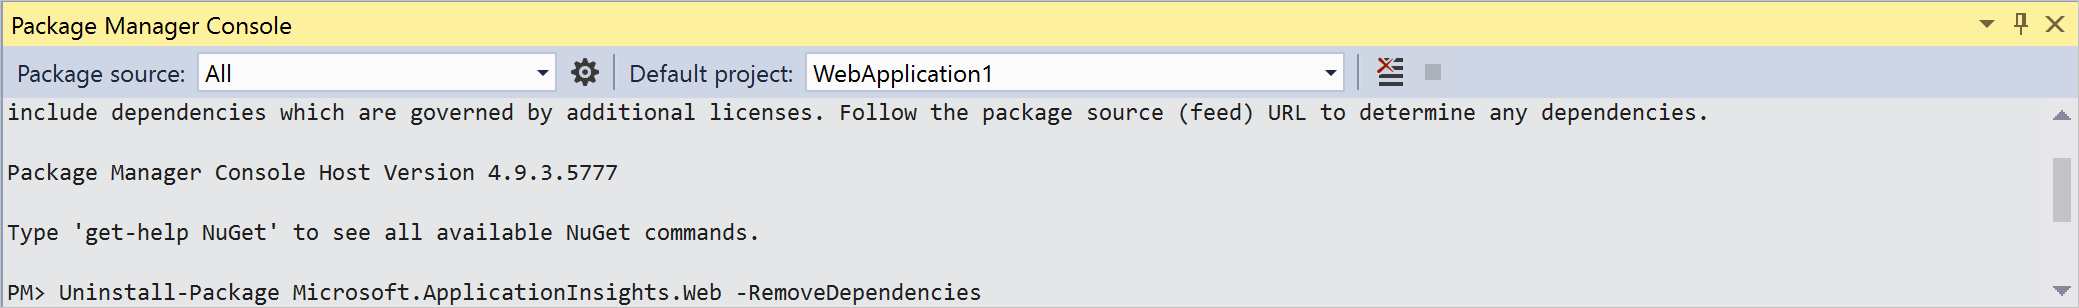 Package Manager Console
Package source: All Default project: WebApplication1
include dependencies which are governed by additional licenses. Follow the package source (feed) URL to determine any dependencies.
Package Manager Console Host Version 4.9.3.5777
Type 'get-help NuGet' to see all available NuGet commands.
PM> Uninstall-Package Microsoft.ApplicationInsights.Web -RemoveDependencies